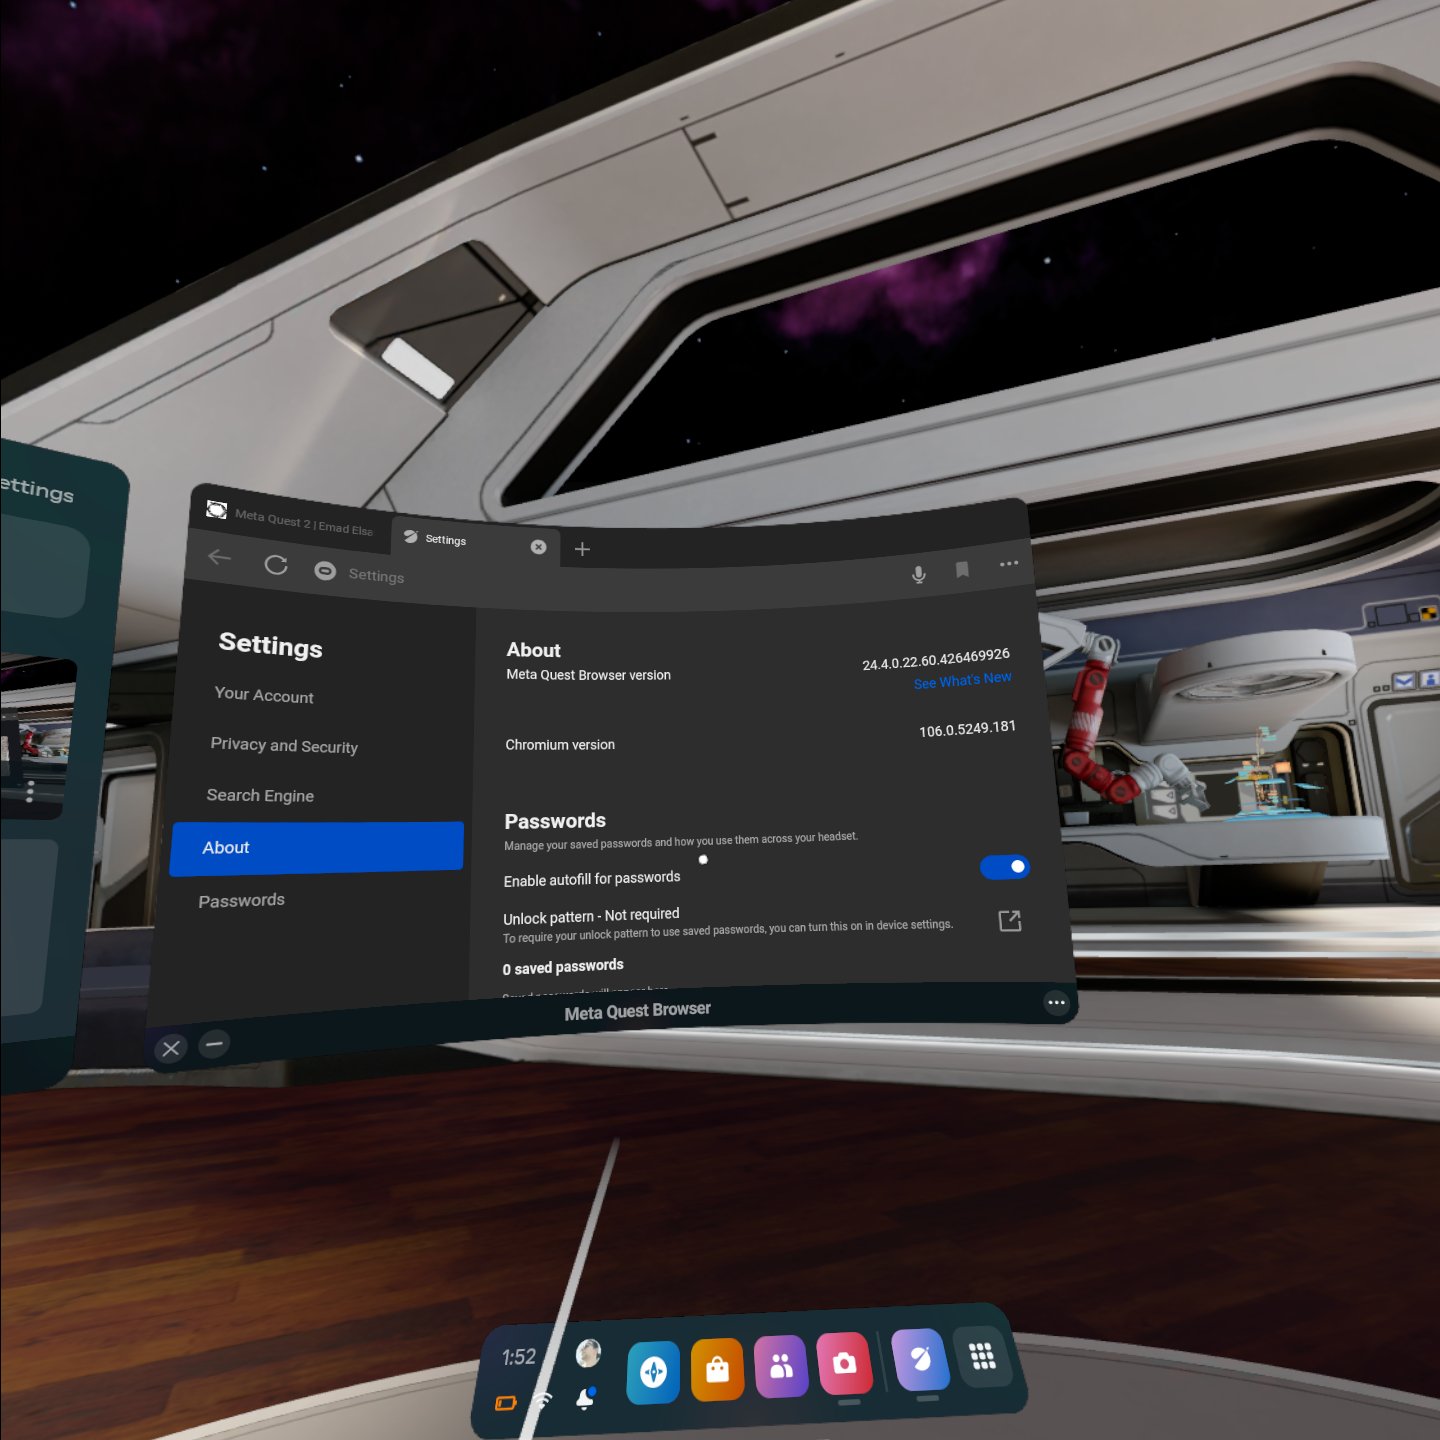 ettings
Meta Quest 2 | Emad Elsa
Settings
Settings
Settings
Your Account
Privacy and Security
Search Engine
About
Passwords
About
Meta Quest Browser version
24.4.0.22.60.426469926
See What's New
Chromium version
106.0.5249.181
Passwords
Manage your saved passwords and how you use them across your headset.
Enable autofill for passwords
Unlock pattern - Not required
To require your unlock pattern to use saved passwords, you can turn this on in device settings.
0 saved passwords
Meta Quest Browser
1:52